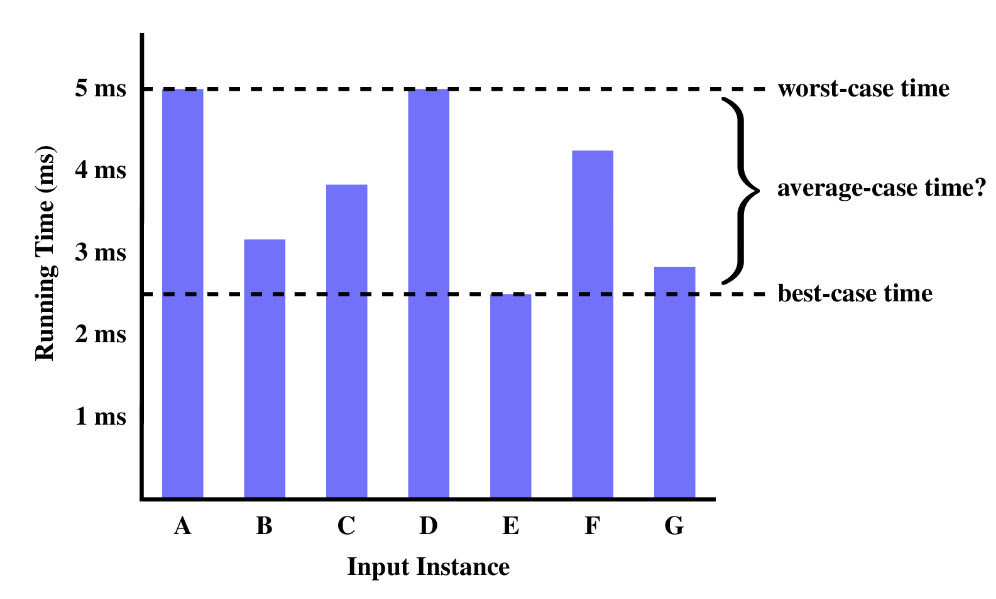 5 ms
worst-case time
4 ms
average-case time?
3 ms
best-case time
2 ms
1 ms
Running Time (ms)
A B C D E F G
Input Instance